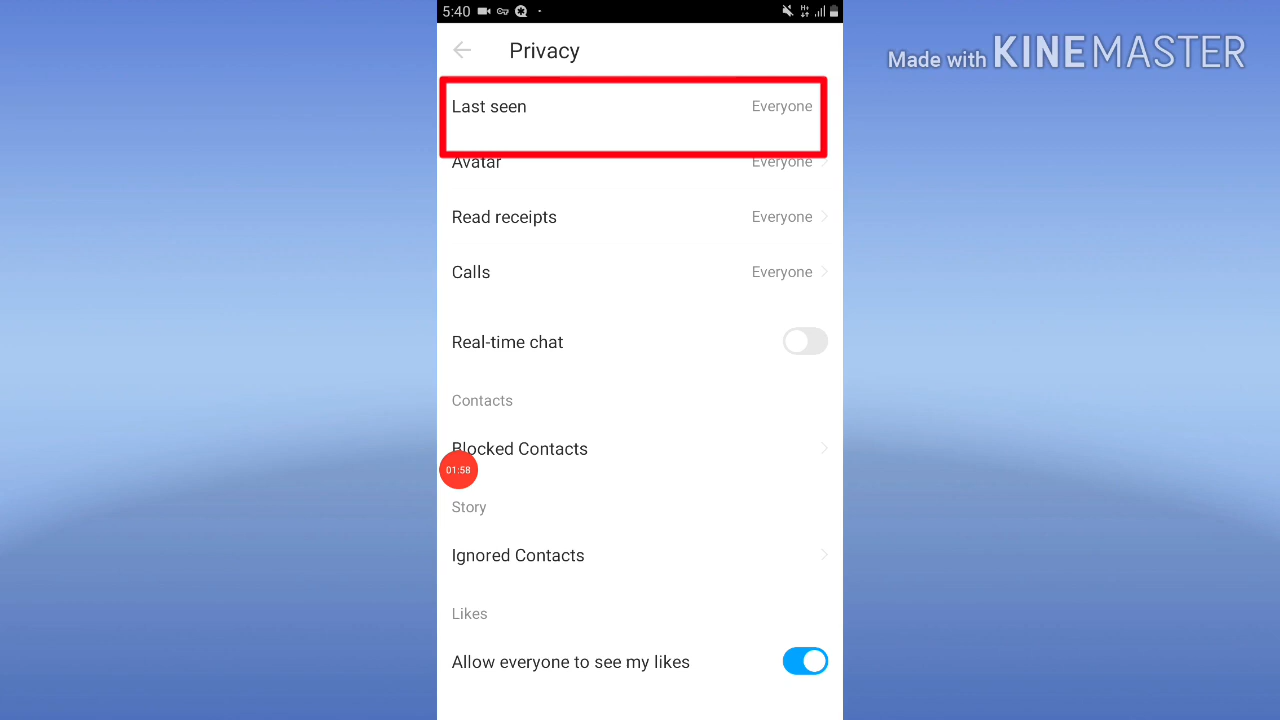 5:40
Made with KINEMASTER
Privacy
Last seen Everyone
Avatar Everyone
Read receipts Everyone
Calls Everyone
Real-time chat
Contacts
Blocked Contacts
01:58
Story
Ignored Contacts
Likes
Allow everyone to see my likes